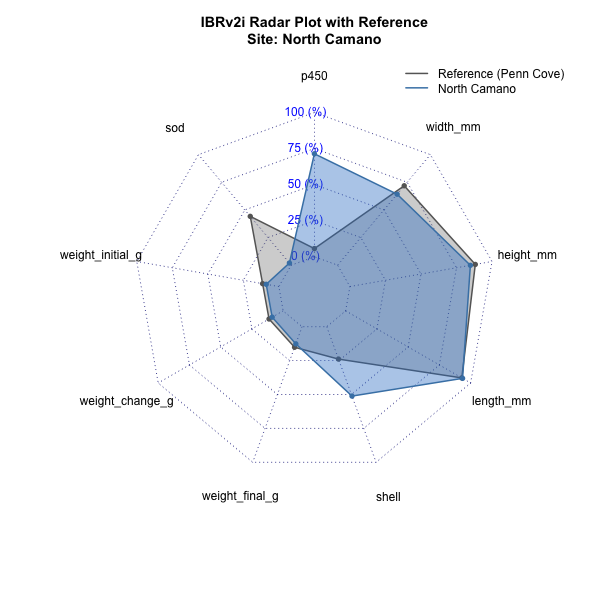 IBRv2i Radar Plot with Reference
Site: North Camano
Reference (Penn Cove)
North Camano
p450
sod
width_mm
100 (%)
75 (%)
50 (%)
25 (%)
0 (%)
weight_initial_g
height_mm
weight_change_g
length_mm
weight_final_g
shell